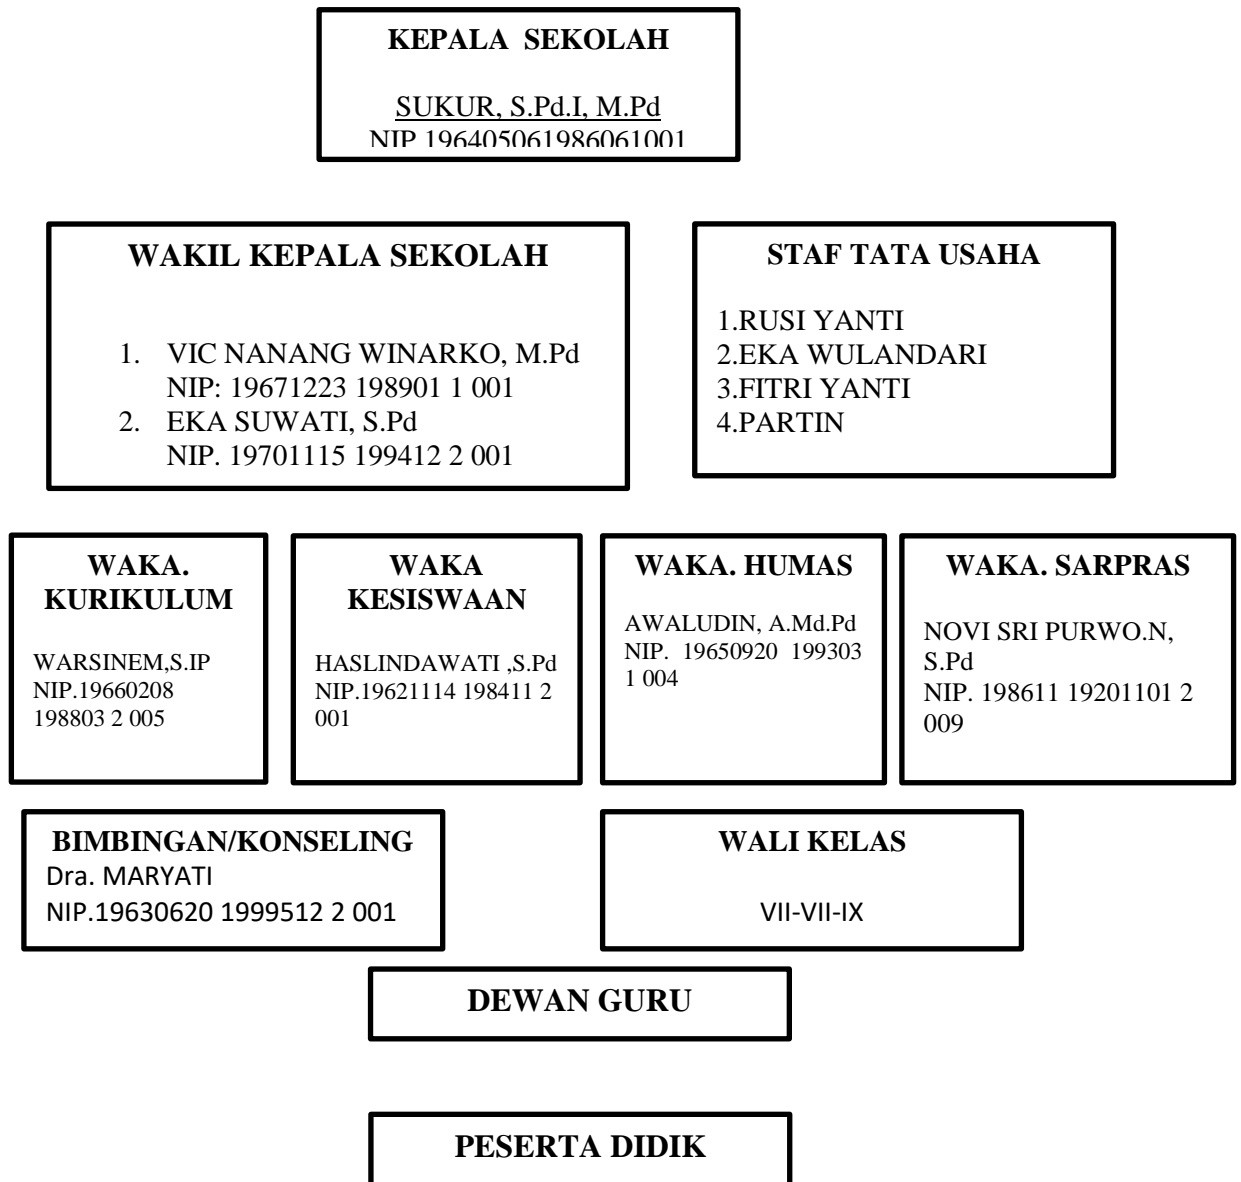 KEPALA SEKOLAH
SUKUR, S.Pd.I, M.Pd
NIP 196405061986061001
WAKIL KEPALA SEKOLAH
1. VIC NANANG WINARKO, M.Pd
NIP: 19671223 198901 1 001
2. EKA SUWATI, S.Pd
NIP. 19701115 199412 2 001
STAF TATA USAHA
1.RUSI YANTI
2.EKA WULANDARI
3.FITRI YANTI
4.PARTIN
WAKA.
KURIKULUM
WARSINEM,S.IP
NIP.19660208
198803 2 005
WAKA
KESISWAAN
HASLINDAWATI ,S.Pd
NIP.19621114 198411 2
001
WAKA. HUMAS
AWALUDIN, A.Md.Pd
NIP. 19650920 199303
1 004
WAKA. SARPRAS
NOVI SRI PURWO.N,
S.Pd
NIP. 198611 19201101 2
009
BIMBINGAN/KONSELING
Dra. MARYATI
NIP.19630620 1999512 2 001
WALI KELAS
VII-VII-IX
DEWAN GURU
PESERTA DIDIK